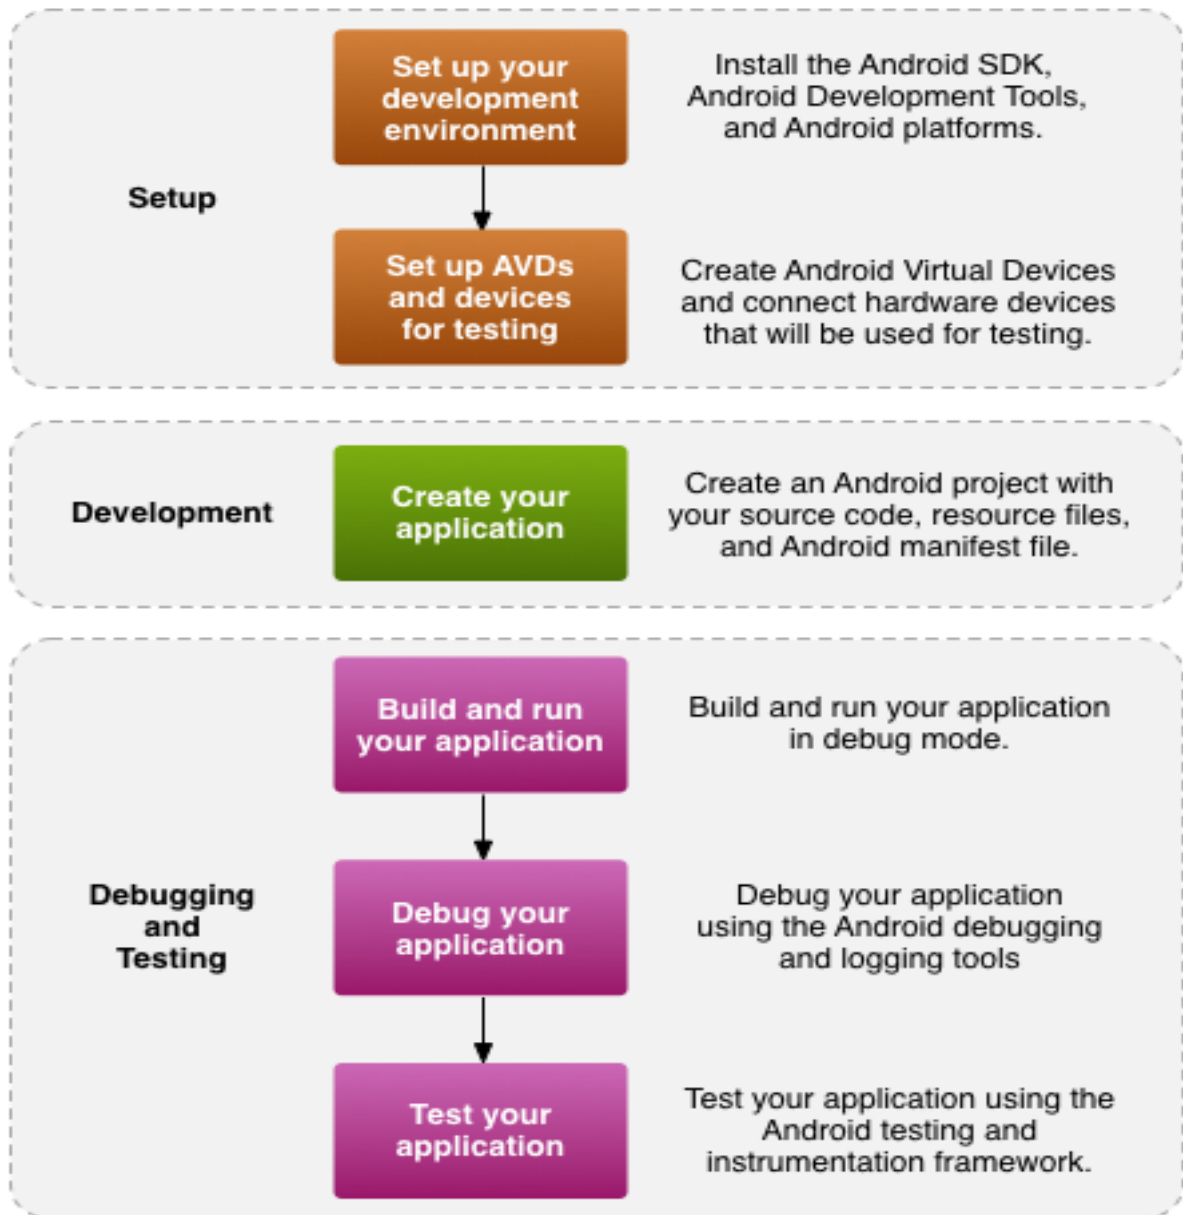 Set up your
development
environment
Install the Android SDK,
Android Development Tools,
and Android platforms.
Setup
Set up AVDs
and devices
for testing
Create Android Virtual Devices
and connect hardware devices
that will be used for testing.
Development
Create your
application
Create an Android project with
your source code, resource files,
and Android manifest file.
Build and run
your application
Build and run your application
in debug mode.
Debugging
and
Testing
Debug your
application
Debug your application
using the Android debugging
and logging tools
Test your
application
Test your application using the
Android testing and
instrumentation framework.